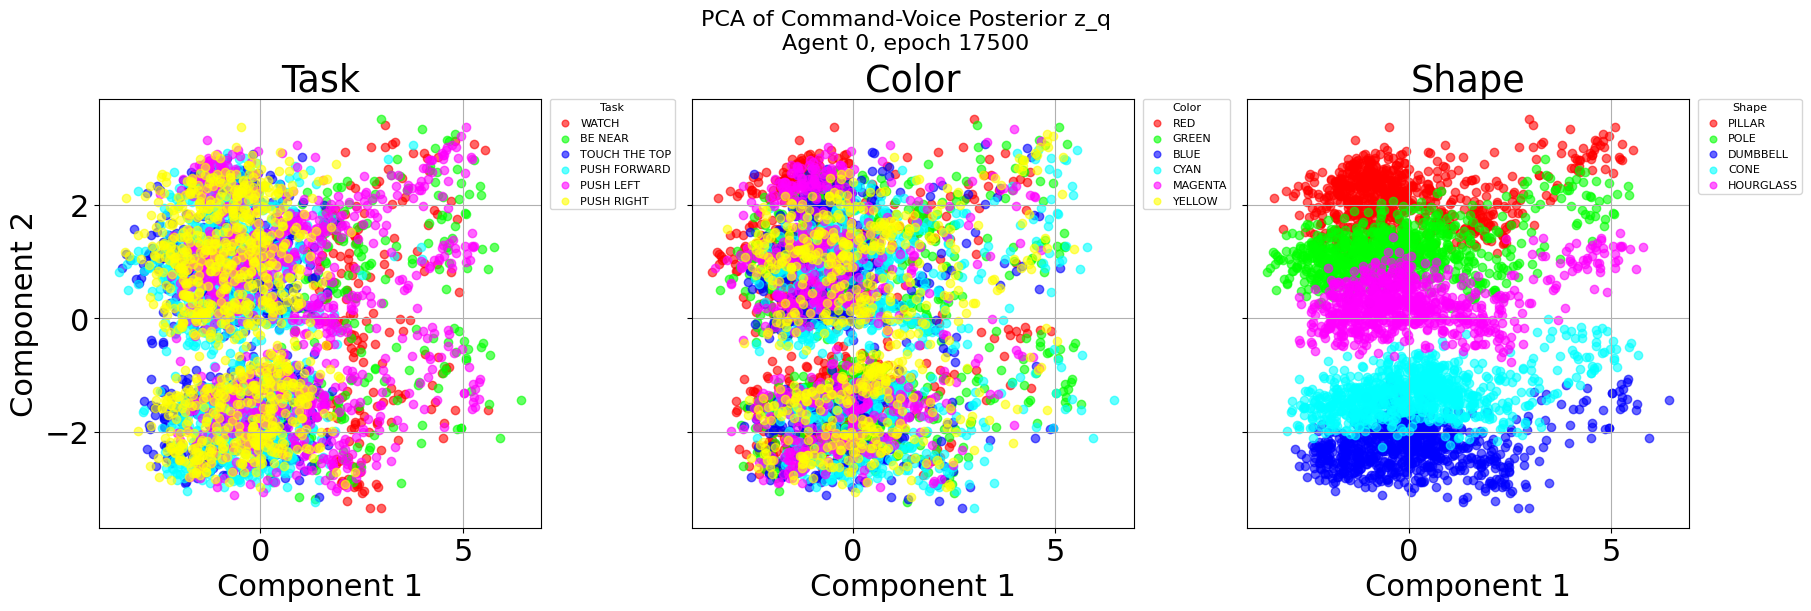 PCA of Command-Voice Posterior z_q
Agent 0, epoch 17500
Task
Color
Shape
Component 2
2
0
−2
0
5
Component 1
Task
WATCH
BE NEAR
TOUCH THE TOP
PUSH FORWARD
PUSH LEFT
PUSH RIGHT
0
5
Component 1
Color
RED
GREEN
BLUE
CYAN
MAGENTA
YELLOW
0
5
Component 1
Shape
PILLAR
POLE
DUMBBELL
CONE
HOURGLASS